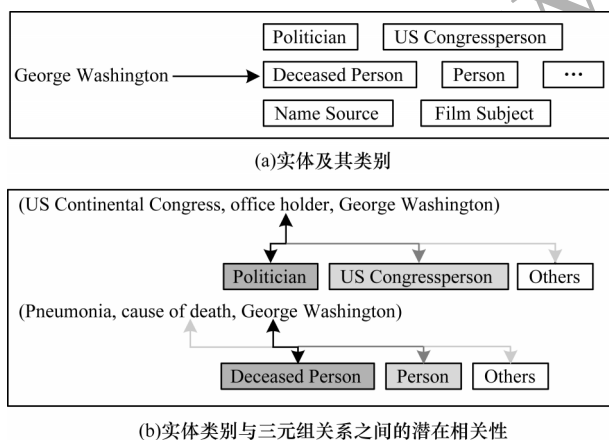 Politician US Congressperson
George Washington Deceased Person Person ...
Name Source Film Subject
(a)实体及其类别
(US Continental Congress, office holder, George Washington)
Politician US Congressperson Others
(Pneumonia, cause of death, George Washington)
Deceased Person Person Others
(b)实体类别与三元组关系之间的潜在相关性